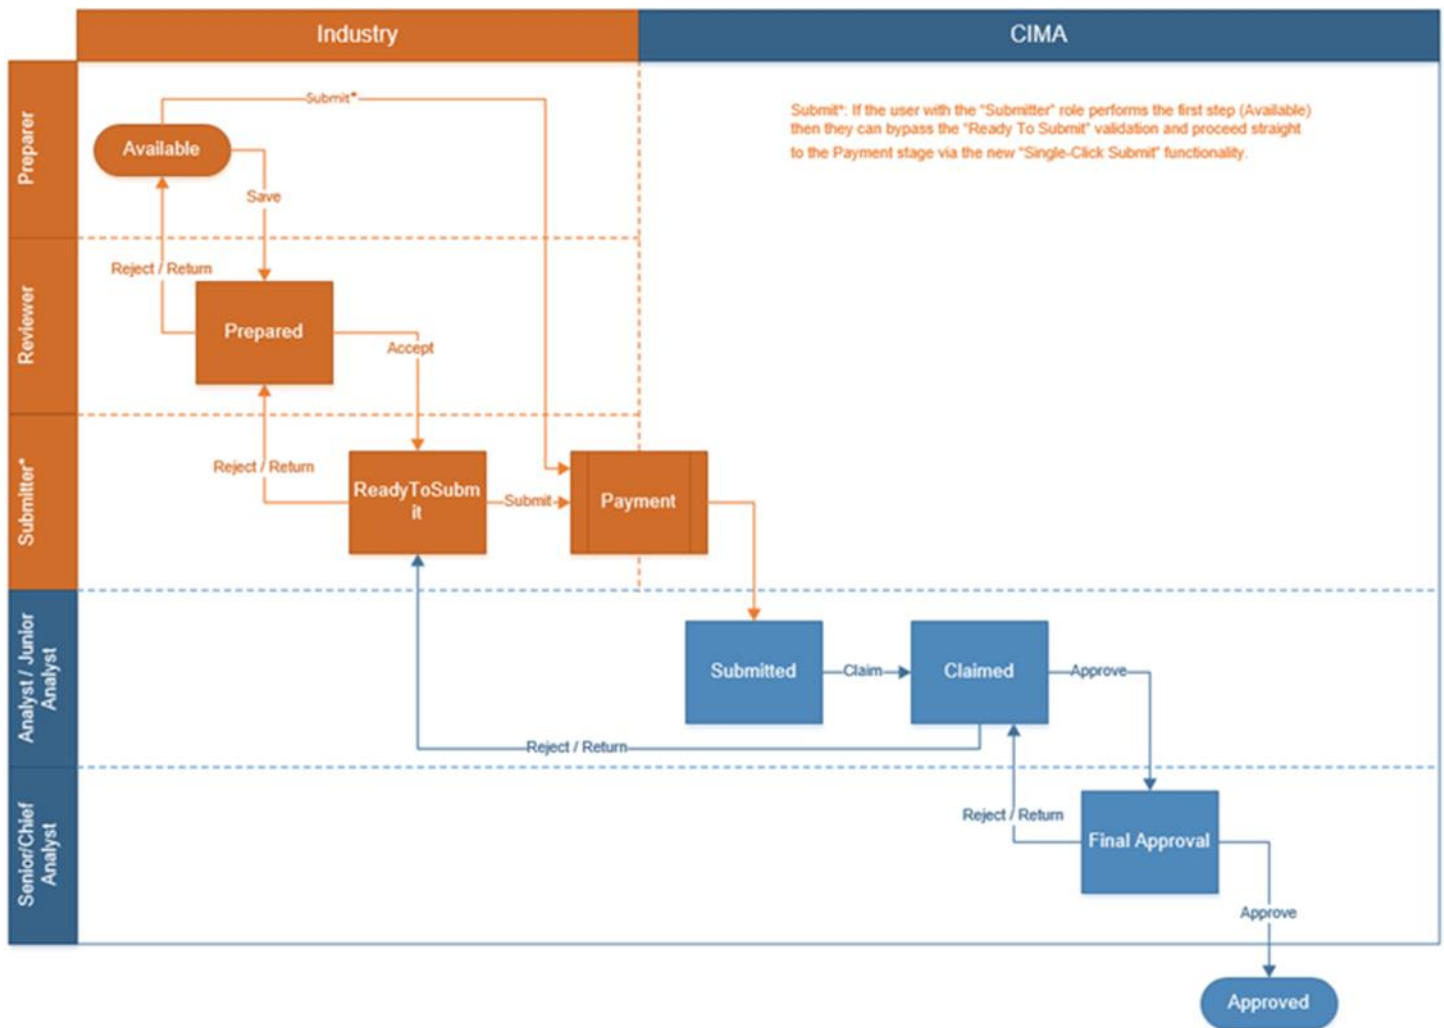 Industry
CIMA
Preparer
Submit*
Submit*: If the user with the "Submitter" role performs the first step (Available)
then they can bypass the "Ready To Submit" validation and proceed straight
to the Payment stage via the new "Single-Click Submit" functionality.
Available
Save
Reviewer
Reject / Return
Prepared
Accept
Submitter*
Reject / Return
ReadyToSubm
it
Submit
Payment
Analyst / Junior
Analyst
Submitted
Claim
Claimed
Approve
Reject / Return
Senior/Chief
Analyst
Reject / Return
Final Approval
Approve
Approved